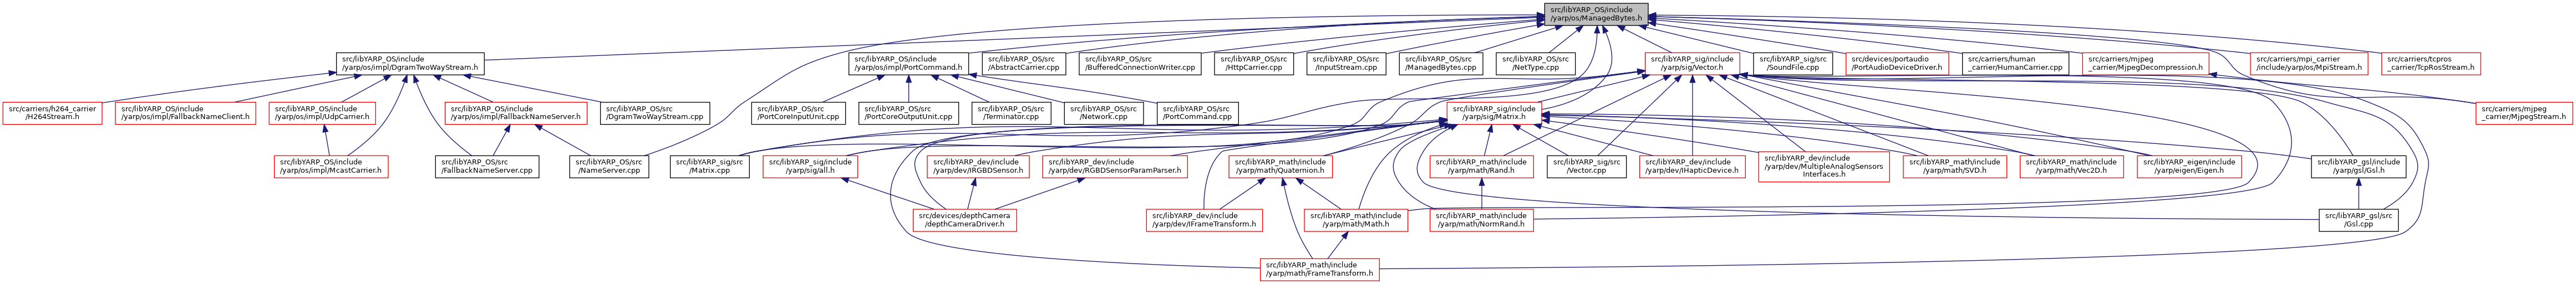 src/libYARP_OS/include
/yarp/os/ManagedBytes.h
src/libYARP_OS/include
/yarp/os/impl/DgramTwoWayStream.h
src/libYARP_OS/include
/yarp/os/impl/PortCommand.h
src/libYARP_OS/src
/AbstractCarrier.cpp
src/libYARP_OS/src
/BufferedConnectionWriter.cpp
src/libYARP_OS/src
/HttpCarrier.cpp
src/libYARP_OS/src
/InputStream.cpp
src/libYARP_OS/src
/ManagedBytes.cpp
src/libYARP_OS/src
/NetType.cpp
src/libYARP_sig/include
/yarp/sig/Vector.h
src/libYARP_sig/src
/SoundFile.cpp
src/devices/portaudio
/PortAudioDeviceDriver.h
src/carriers/human
_carrier/HumanCarrier.cpp
src/carriers/mjpeg
_carrier/MjpegDecompression.h
src/carriers/mpi_carrier
/include/yarp/os/MpiStream.h
src/carriers/tcpros
_carrier/TcpRosStream.h
src/carriers/h264_carrier
/H264Stream.h
src/libYARP_OS/include
/yarp/os/impl/FallbackNameClient.h
src/libYARP_OS/include
/yarp/os/impl/UdpCarrier.h
src/libYARP_OS/include
/yarp/os/impl/FallbackNameServer.h
src/libYARP_OS/src
/DgramTwoWayStream.cpp
src/libYARP_OS/src
/PortCoreInputUnit.cpp
src/libYARP_OS/src
/PortCoreOutputUnit.cpp
src/libYARP_OS/src
/Terminator.cpp
src/libYARP_OS/src
/Network.cpp
src/libYARP_OS/src
/PortCommand.cpp
src/libYARP_sig/include
/yarp/sig/Matrix.h
src/carriers/mjpeg
_carrier/MjpegStream.h
src/libYARP_OS/include
/yarp/os/impl/McastCarrier.h
src/libYARP_OS/src
/FallbackNameServer.cpp
src/libYARP_OS/src
/NameServer.cpp
src/libYARP_sig/src
/Matrix.cpp
src/libYARP_sig/include
/yarp/sig/all.h
src/libYARP_dev/include
/yarp/dev/IRGBDSensor.h
src/libYARP_dev/include
/yarp/dev/RGBDSensorParamParser.h
src/libYARP_math/include
/yarp/math/Quaternion.h
src/libYARP_math/include
/yarp/math/Rand.h
src/libYARP_sig/src
/Vector.cpp
src/libYARP_dev/include
/yarp/dev/IHapticDevice.h
src/libYARP_dev/include
/yarp/dev/MultipleAnalogSensors
Interfaces.h
src/libYARP_math/include
/yarp/math/SVD.h
src/libYARP_math/include
/yarp/math/Vec2D.h
src/libYARP_eigen/include
/yarp/eigen/Eigen.h
src/libYARP_gsl/include
/yarp/gsl/Gsl.h
src/devices/depthCamera
/depthCameraDriver.h
src/libYARP_dev/include
/yarp/dev/IFrameTransform.h
src/libYARP_math/include
/yarp/math/Math.h
src/libYARP_math/include
/yarp/math/NormRand.h
src/libYARP_gsl/src
/Gsl.cpp
src/libYARP_math/include
/yarp/math/FrameTransform.h